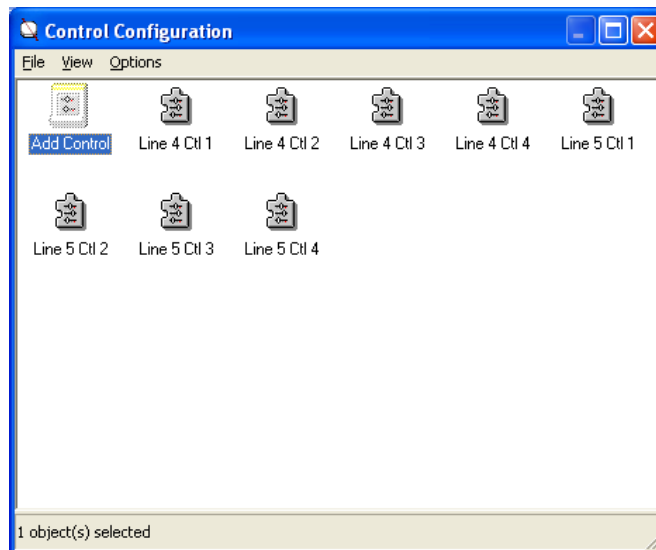 Control Configuration
File View Options
Add Control Line 4 Ctl 1 Line 4 Ctl 2 Line 4 Ctl 3 Line 4 Ctl 4 Line 5 Ctl 1
Line 5 Ctl 2 Line 5 Ctl 3 Line 5 Ctl 4
1 object(s) selected